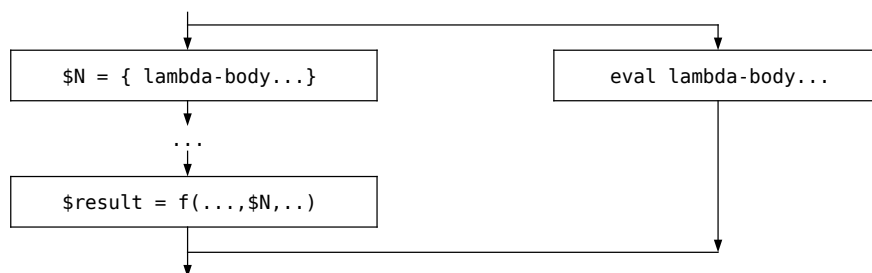 $N = { lambda-body...}
eval lambda-body...
...
$result = f(...,$N,..)